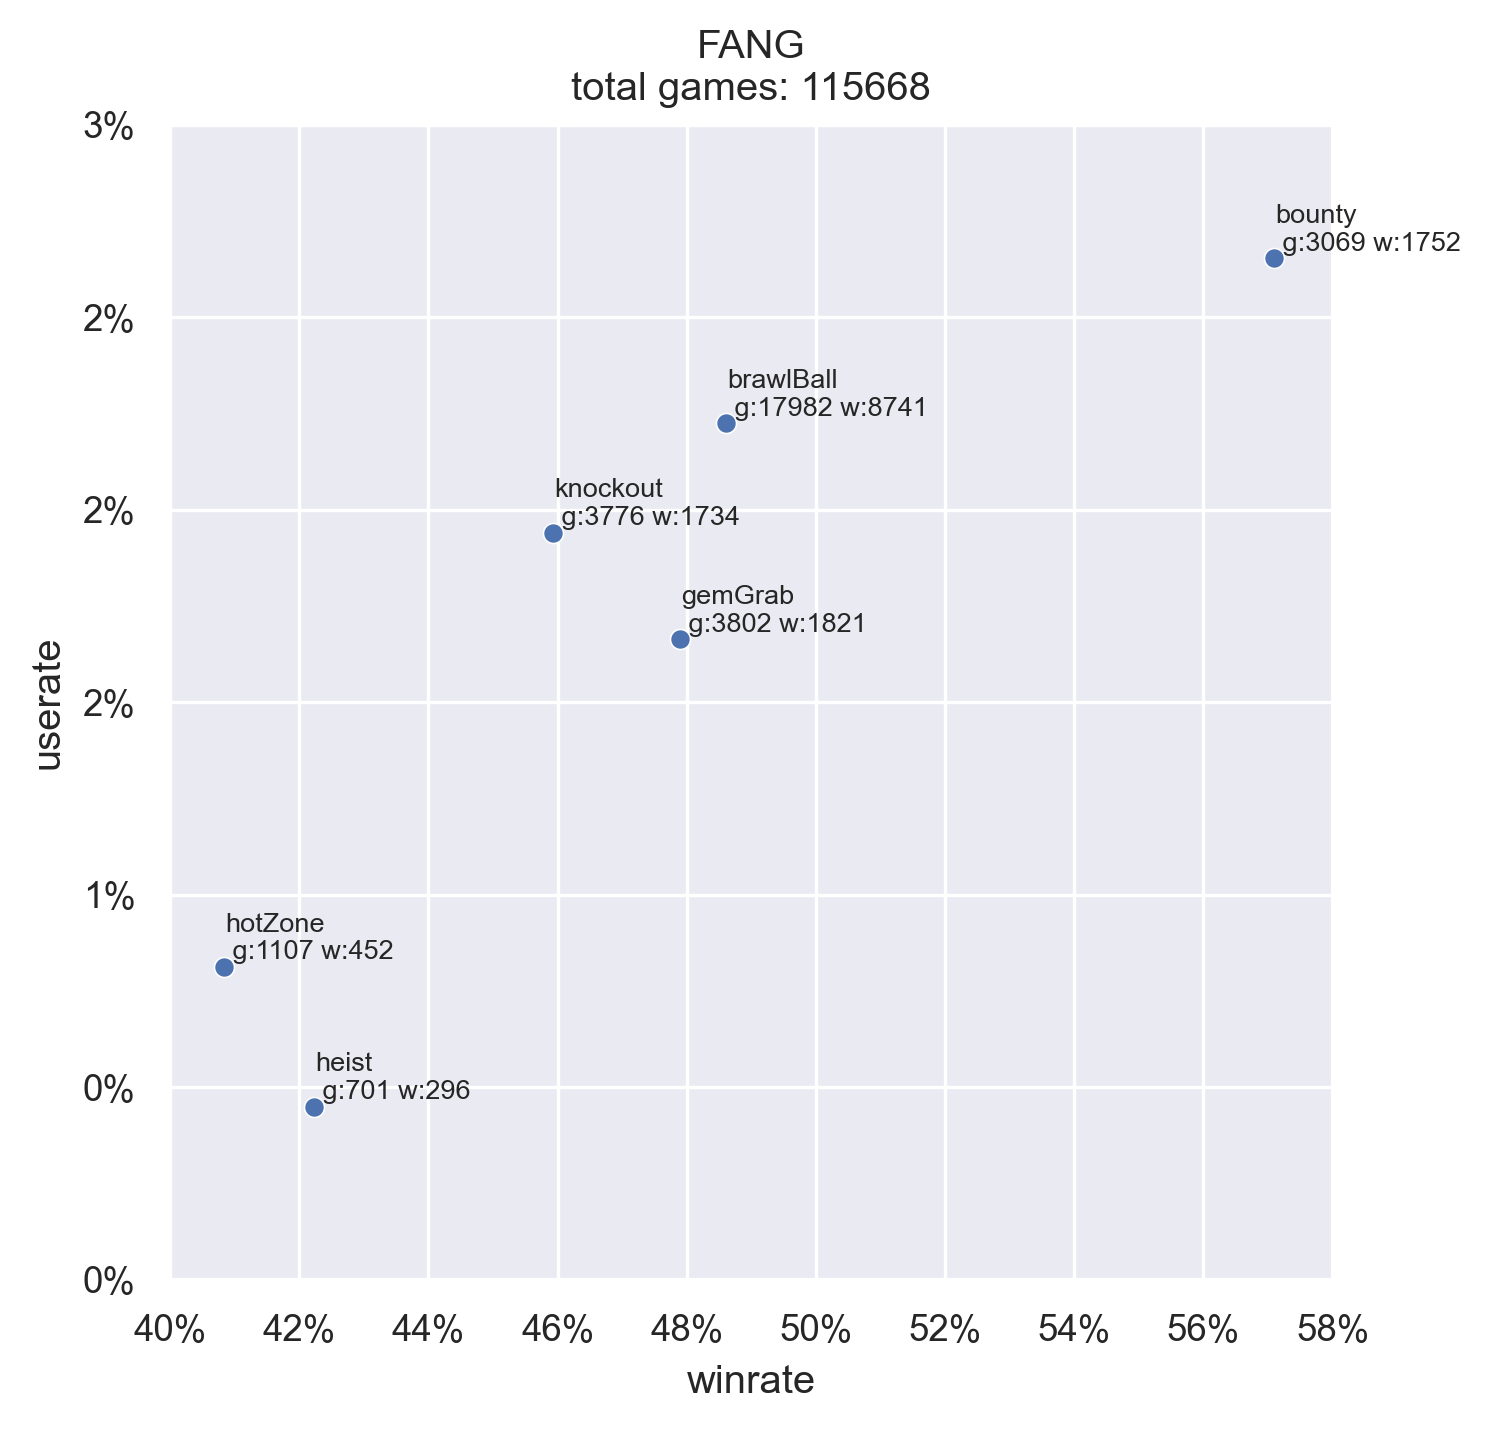 FANG
total games: 115668
3%
2%
2%
2%
1%
0%
0%
userate
bounty
g:3069 w:1752
brawlBall
g:17982 w:8741
knockout
g:3776 w:1734
gemGrab
g:3802 w:1821
hotZone
g:1107 w:452
heist
g:701 w:296
40% 42% 44% 46% 48% 50% 52% 54% 56% 58%
winrate